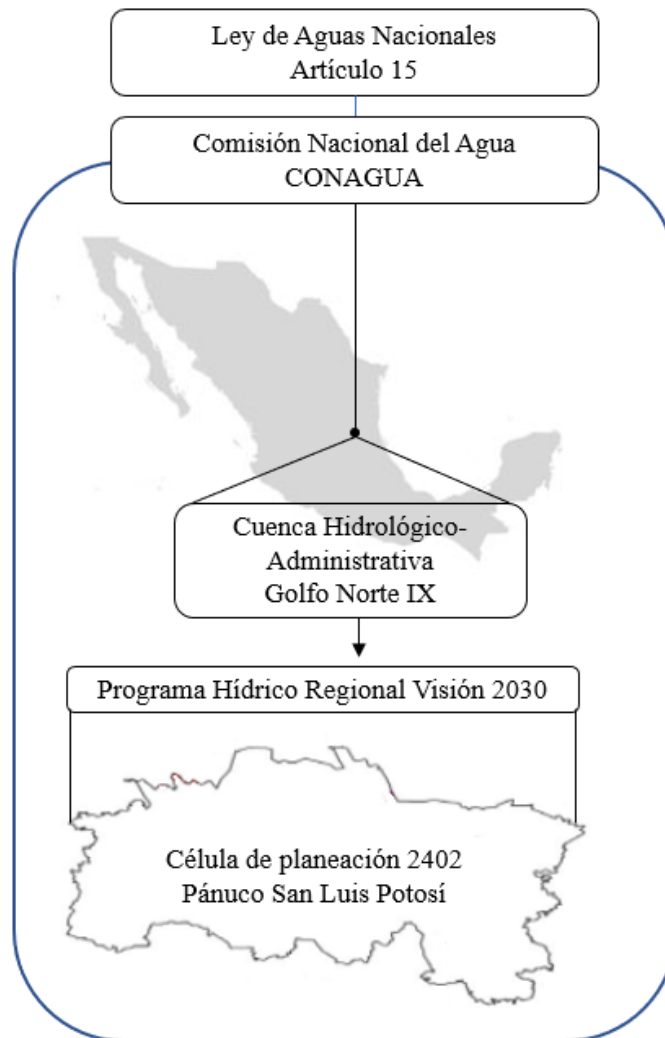 Ley de Aguas Nacionales
Artículo 15
Comisión Nacional del Agua
CONAGUA
Cuenca Hidrológico-
Administrativa
Golfo Norte IX
Programa Hídrico Regional Visión 2030
Célula de planeación 2402
Pánuco San Luis Potosí